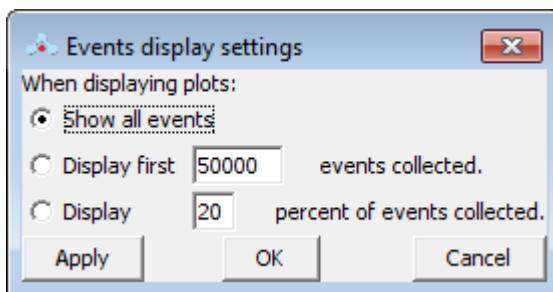 Events display settings
When displaying plots:
Show all events
Display first 50000 events collected.
Display 20 percent of events collected.
Apply OK Cancel